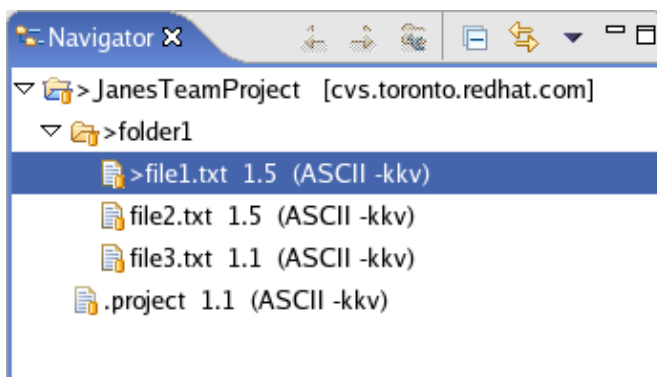 Navigator
>JanesTeamProject [cvs.toronto.redhat.com]
>folder1
>file1.txt 1.5 (ASCII -kkv)
file2.txt 1.5 (ASCII -kkv)
file3.txt 1.1 (ASCII -kkv)
.project 1.1 (ASCII -kkv)